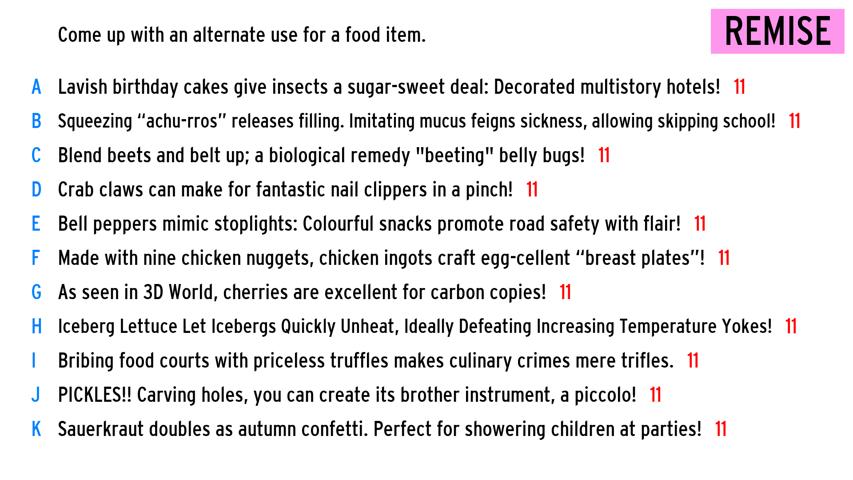 Come up with an alternate use for a food item.
REMISE
A Lavish birthday cakes give insects a sugar-sweet deal: Decorated multistory hotels! 11
B Squeezing “achu-rros” releases filling. Imitating mucus feigns sickness, allowing skipping school! 11
C Blend beets and belt up; a biological remedy "beeting" belly bugs! 11
D Crab claws can make for fantastic nail clippers in a pinch! 11
E Bell peppers mimic stoplights: Colourful snacks promote road safety with flair! 11
F Made with nine chicken nuggets, chicken ingots craft egg-cellent “breast plates”! 11
G As seen in 3D World, cherries are excellent for carbon copies! 11
H Iceberg Lettuce Let Icebergs Quickly Unheat, Ideally Defeating Increasing Temperature Yokes! 11
I Bribing food courts with priceless truffles makes culinary crimes mere trifles. 11
J PICKLES!! Carving holes, you can create its brother instrument, a piccolo! 11
K Sauerkraut doubles as autumn confetti. Perfect for showering children at parties! 11